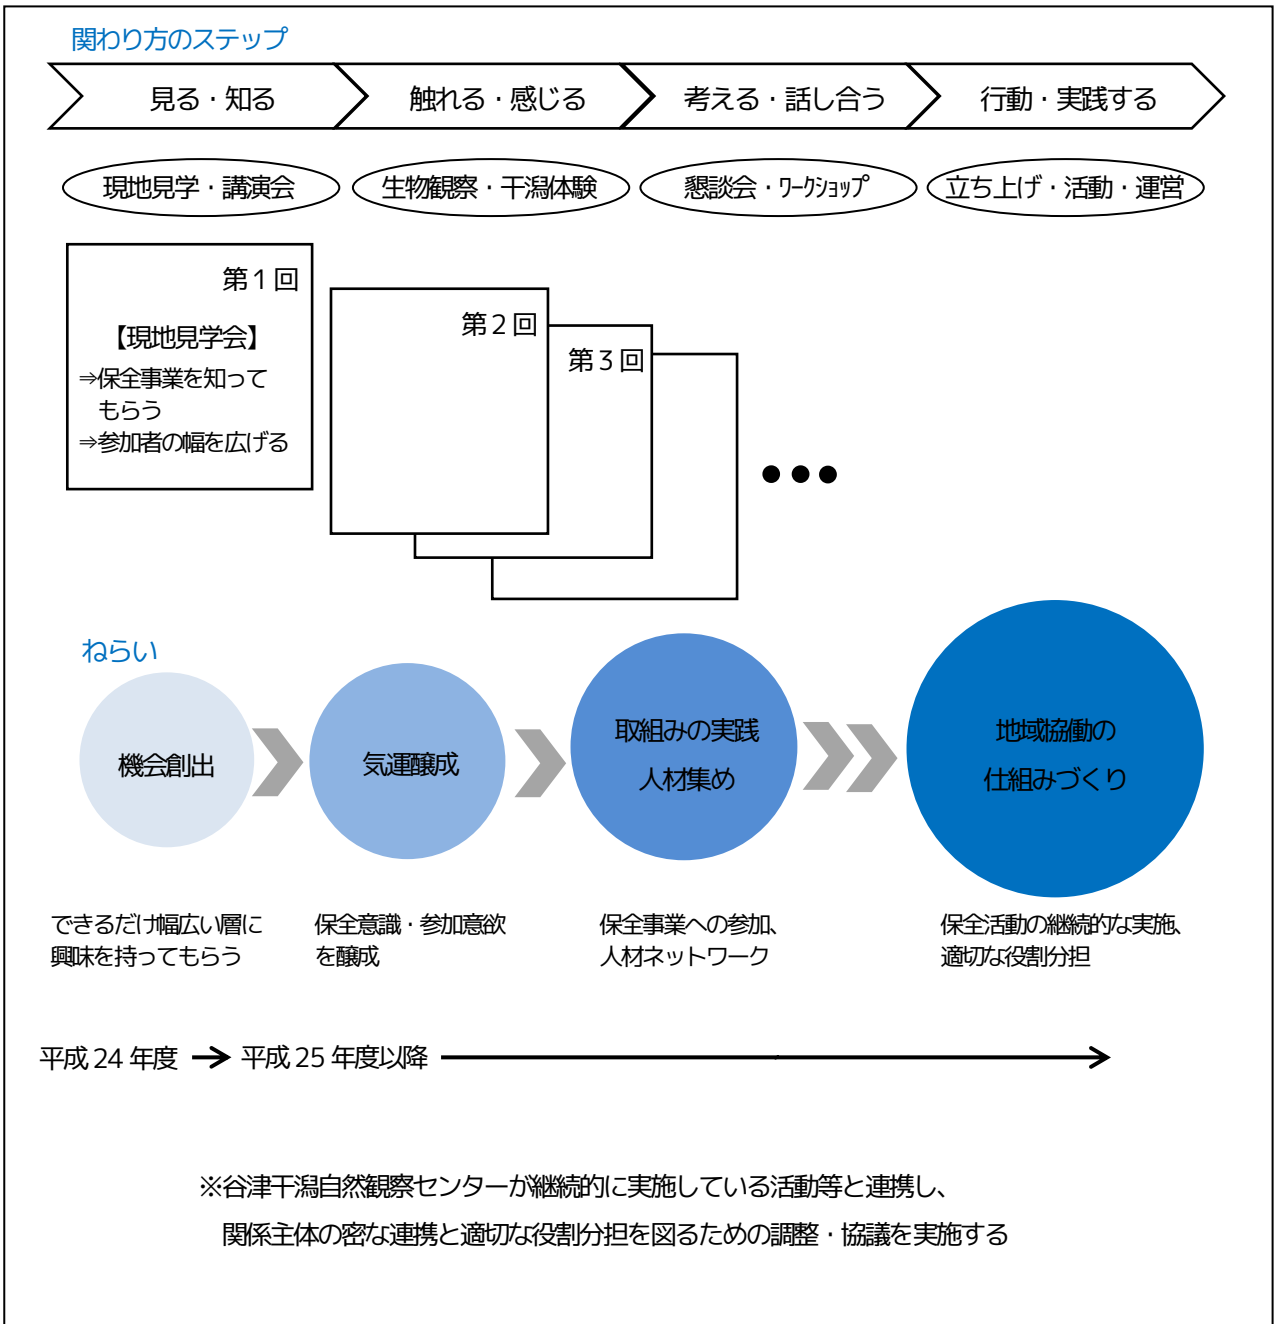 関わり方のステップ
見る・知る
触れる・感じる
考える・話し合う
行動・実践する
現地見学・講演会
生物観察・干潟体験
懇談会・ﾜｰｸｼｮｯﾌﾟ
立ち上げ・活動・運営
第1回
【現地見学会】
⇒保全事業を知って
もらう
⇒参加者の幅を広げる
第2回
第3回
●●●
ねらい
機会創出
気運醸成
取組みの実践
人材集め
地域協働の
仕組みづくり
できるだけ幅広い層に
興味を持ってもらう
保全意識・参加意欲
を醸成
保全事業への参加、
人材ネットワーク
保全活動の継続的な実施、
適切な役割分担
平成24年度
平成25年度以降
※谷津干潟自然観察センターが継続的に実施している活動等と連携し、
関係主体の密な連携と適切な役割分担を図るための調整・協議を実施する